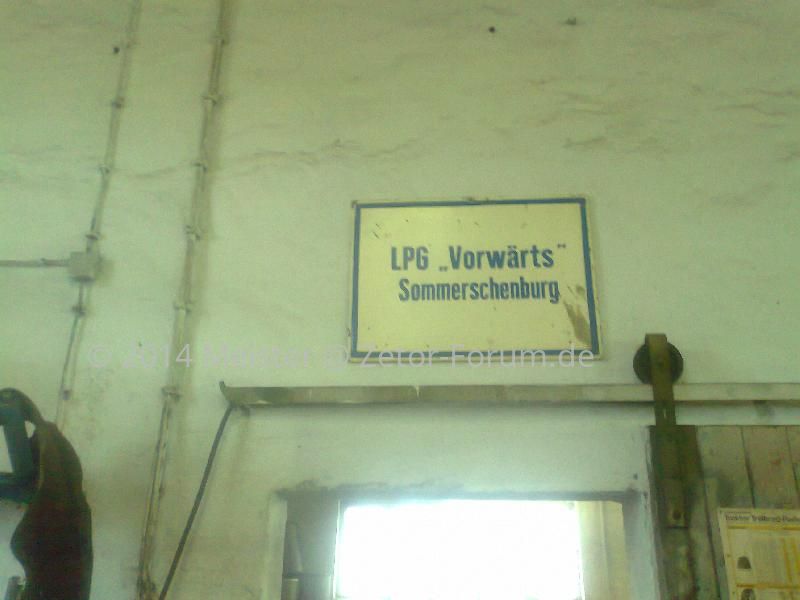 LPG „Vorwärts"
Sommerschenburg
© 2014 Meister @ Zetor-Forum.de